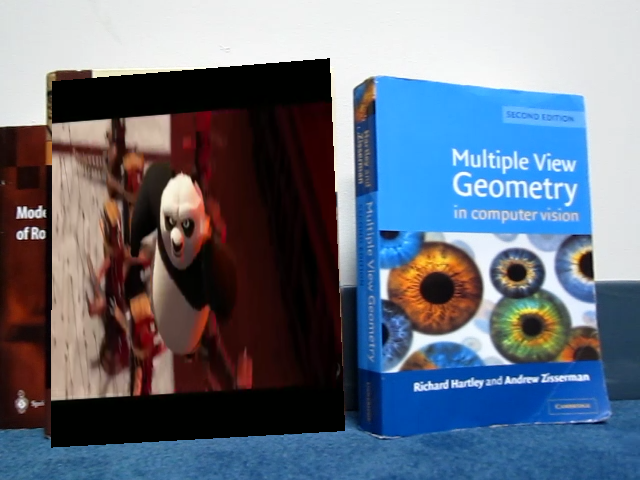 Mode
of Ro
Hartley and
Zisserman
Multiple View Geometry
SECOND EDITION
Multiple View
Geometry
in computer vision
Richard Hartley and Andrew Zisserman
CAMBRIDGE